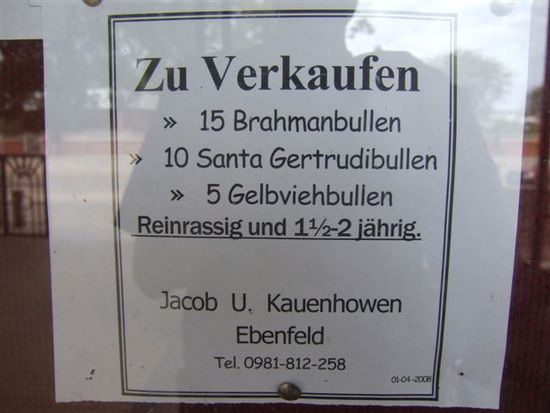 Zu Verkaufen
» 15 Brahmanbullen
» 10 Santa Gertrudibullen
» 5 Gelbviehbullen
Reinrassig und 1½-2 jährig.
Jacob U. Kauenhowen
Ebenfeld
Tel. 0981-812-258
01-04-2008